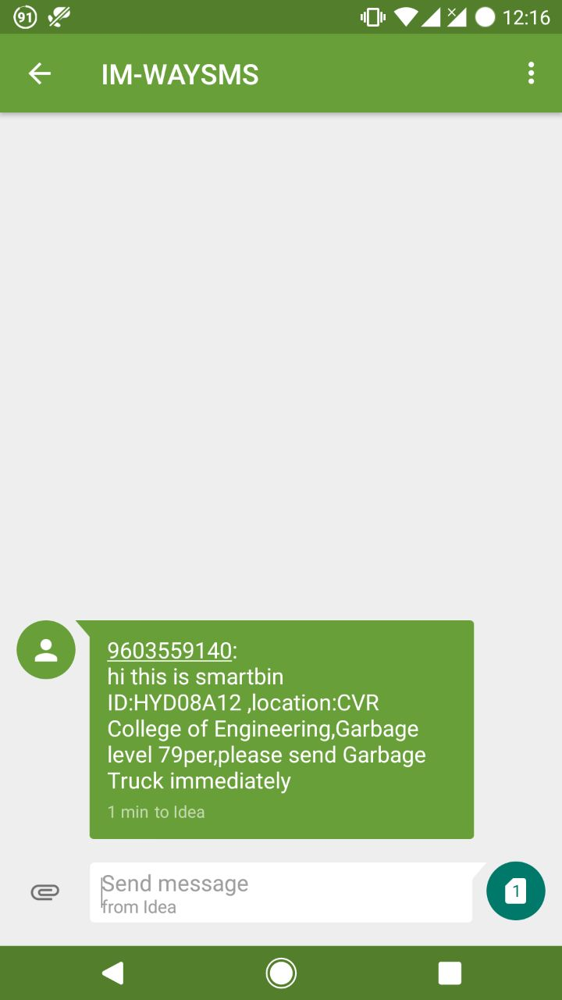 91
12:16
IM-WAYSMS
9603559140:
hi this is smartbin
ID:HYD08A12 ,location:CVR
College of Engineering,Garbage
level 79per,please send Garbage
Truck immediately
1 min to Idea
Send message
from Idea
1